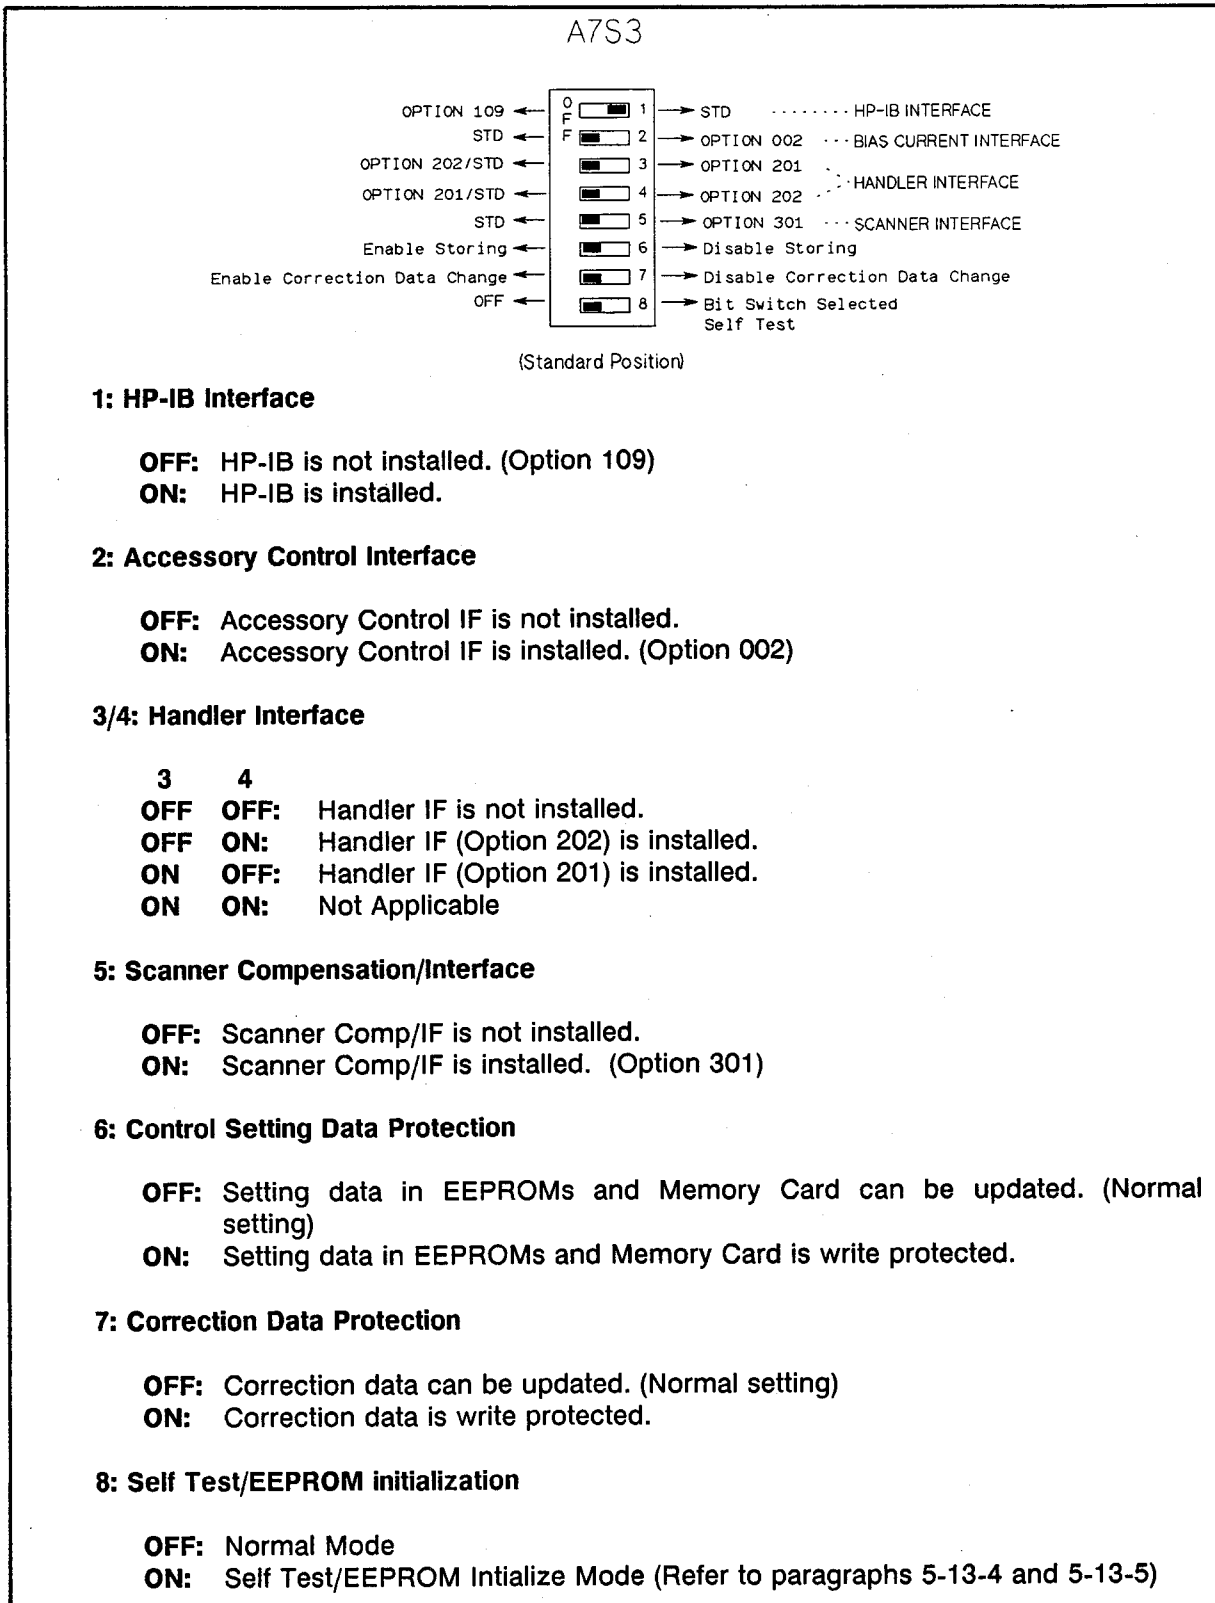 A7S3
OPTION 109 O F 1 STD ········ HP-IB INTERFACE
STD F 2 OPTION 002 ··· BIAS CURRENT INTERFACE
OPTION 202/STD 3 OPTION 201
HANDLER INTERFACE
OPTION 201/STD 4 OPTION 202
STD 5 OPTION 301 ··· SCANNER INTERFACE
Enable Storing 6 Disable Storing
Enable Correction Data Change 7 Disable Correction Data Change
OFF 8 Bit Switch Selected
Self Test
(Standard Position)
1: HP-IB Interface
OFF: HP-IB is not installed. (Option 109)
ON: HP-IB is installed.
2: Accessory Control Interface
OFF: Accessory Control IF is not installed.
ON: Accessory Control IF is installed. (Option 002)
3/4: Handler Interface
3 4
OFF OFF: Handler IF is not installed.
OFF ON: Handler IF (Option 202) is installed.
ON OFF: Handler IF (Option 201) is installed.
ON ON: Not Applicable
5: Scanner Compensation/Interface
OFF: Scanner Comp/IF is not installed.
ON: Scanner Comp/IF is installed. (Option 301)
6: Control Setting Data Protection
OFF: Setting data in EEPROMs and Memory Card can be updated. (Normal
setting)
ON: Setting data in EEPROMs and Memory Card is write protected.
7: Correction Data Protection
OFF: Correction data can be updated. (Normal setting)
ON: Correction data is write protected.
8: Self Test/EEPROM initialization
OFF: Normal Mode
ON: Self Test/EEPROM Intialize Mode (Refer to paragraphs 5-13-4 and 5-13-5)